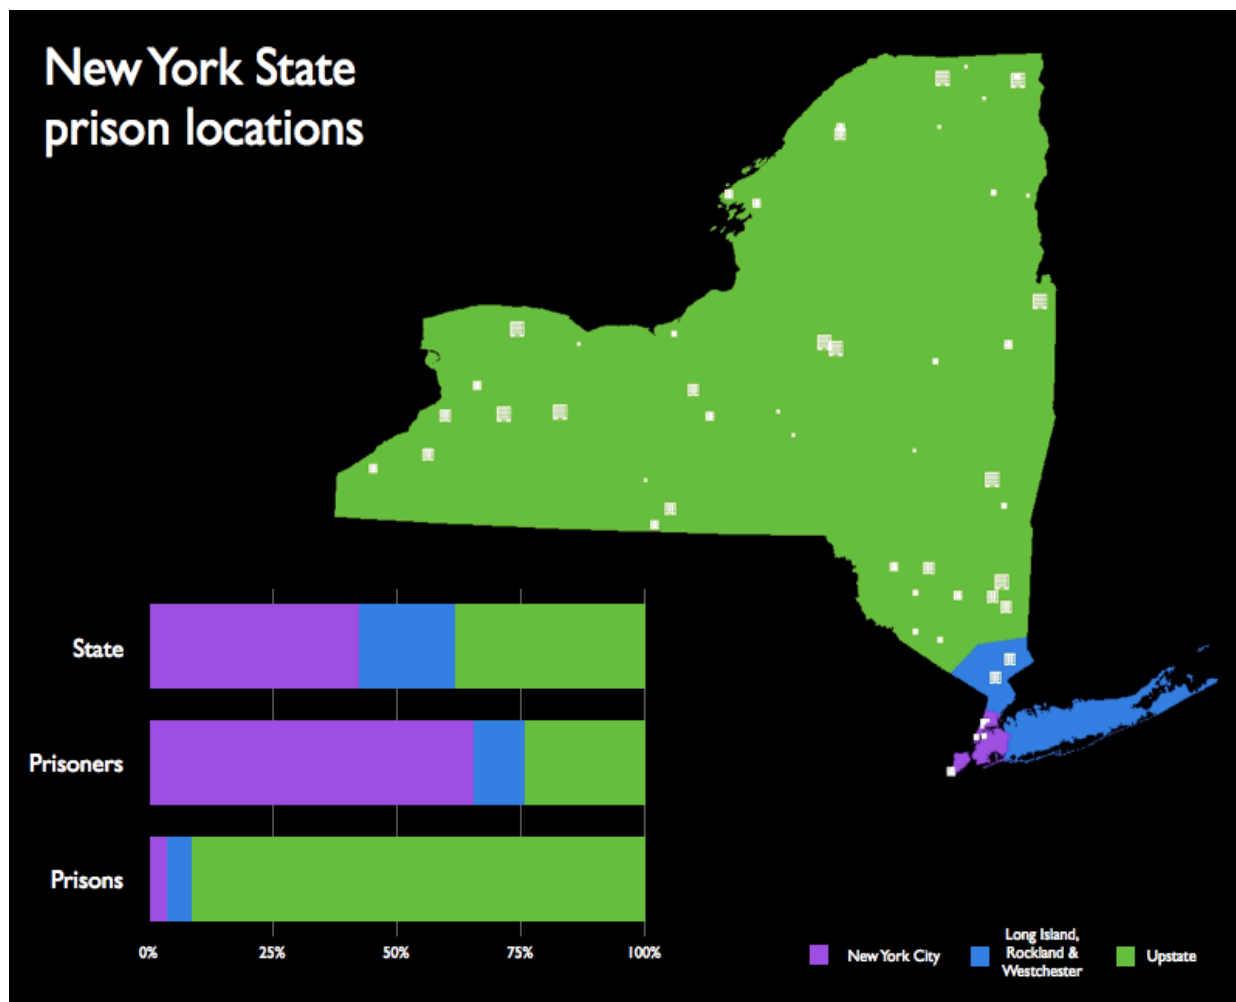 New York State
prison locations
State
Prisoners
Prisons
0%
25%
50%
75%
100%
New York City
Long Island,
Rockland &
Westchester
Upstate